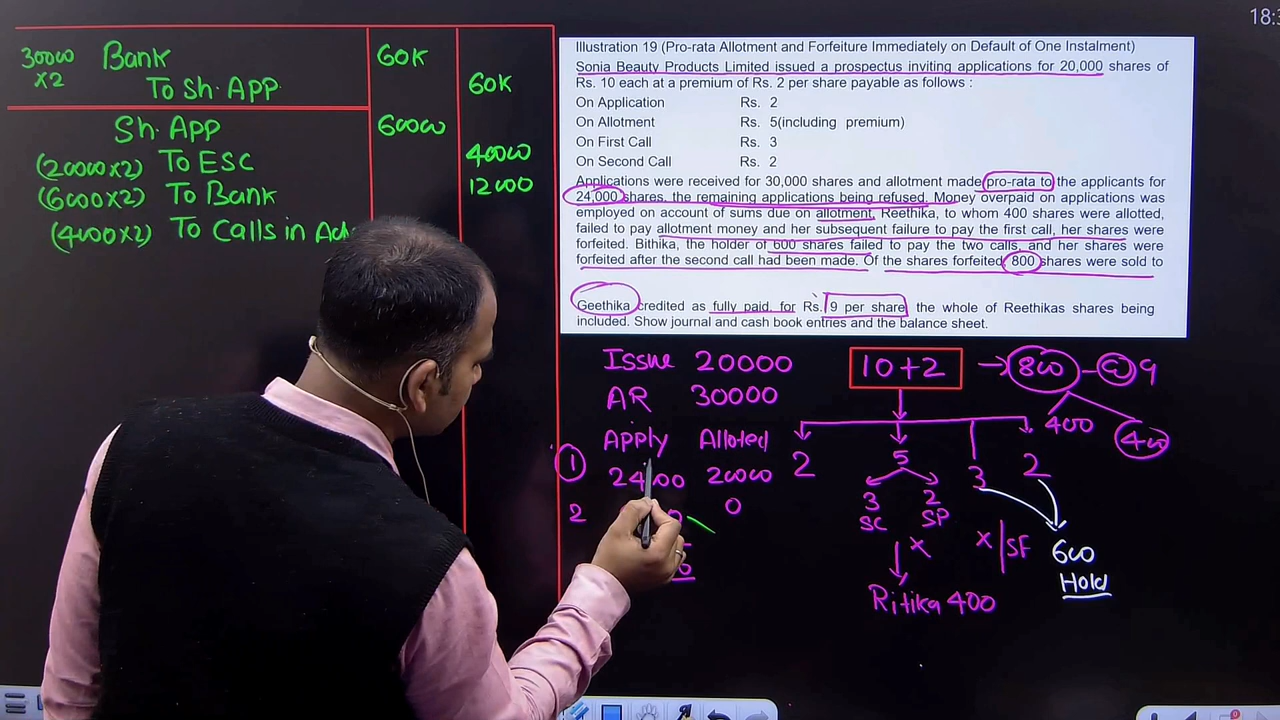 18:3
30000 Bank 60K
x2 To Sh. APP 60K
Sh. APP 60000
(20000x2) To ESC 40000
(6000x2) To Bank 12000
(4000x2) To Calls in Adv
Illustration 19 (Pro-rata Allotment and Forfeiture Immediately on Default of One Instalment)
Sonia Beauty Products Limited issued a prospectus inviting applications for 20,000 shares of
Rs. 10 each at a premium of Rs. 2 per share payable as follows :
On Application Rs. 2
On Allotment Rs. 5(including premium)
On First Call Rs. 3
On Second Call Rs. 2
Applications were received for 30,000 shares and allotment made pro-rata to the applicants for
24,000 shares, the remaining applications being refused. Money overpaid on applications was
employed on account of sums due on allotment. Reethika, to whom 400 shares were allotted,
failed to pay allotment money and her subsequent failure to pay the first call, her shares were
forfeited. Bithika, the holder of 600 shares failed to pay the two calls, and her shares were
forfeited after the second call had been made. Of the shares forfeited 800 shares were sold to
Geethika credited as fully paid, for Rs. 9 per share, the whole of Reethikas shares being
included. Show journal and cash book entries and the balance sheet.
Issue 20000
AR 30000
Apply Alloted
1 24000 20000
2 0
10+2
2 5 3 2
3 2
SC SP
x
Ritika 400
x SF
600
Hold
→ 800 - @ 9
400 400